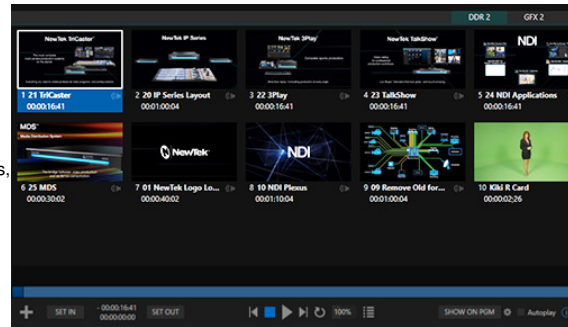 DDR 2 GFX 2
NewTek TriCaster
NewTek IP Series
NewTek 3Play
NewTek TalkShow
NDI
1 21 TriCaster
00:00:16:41
2 20 IP Series Layout
00:01:00:04
3 22 3Play
00:00:16:41
4 23 TalkShow
00:00:16:41
5 24 NDI Applications
00:00:16:41
s,
MDS
Media Distribution System
NewTek
NDI
6 25 MDS
00:00:30:02
7 01 NewTek Logo Lo...
00:00:40:02
8 10 NDI Plexus
00:01:10:04
9 09 Remove Old for...
00:01:00:04
10 Kiki R Card
00:00:02;26
SET IN
- 00:00:16:41
00:00:00:00
SET OUT
100%
SHOW ON PGM
Autoplay